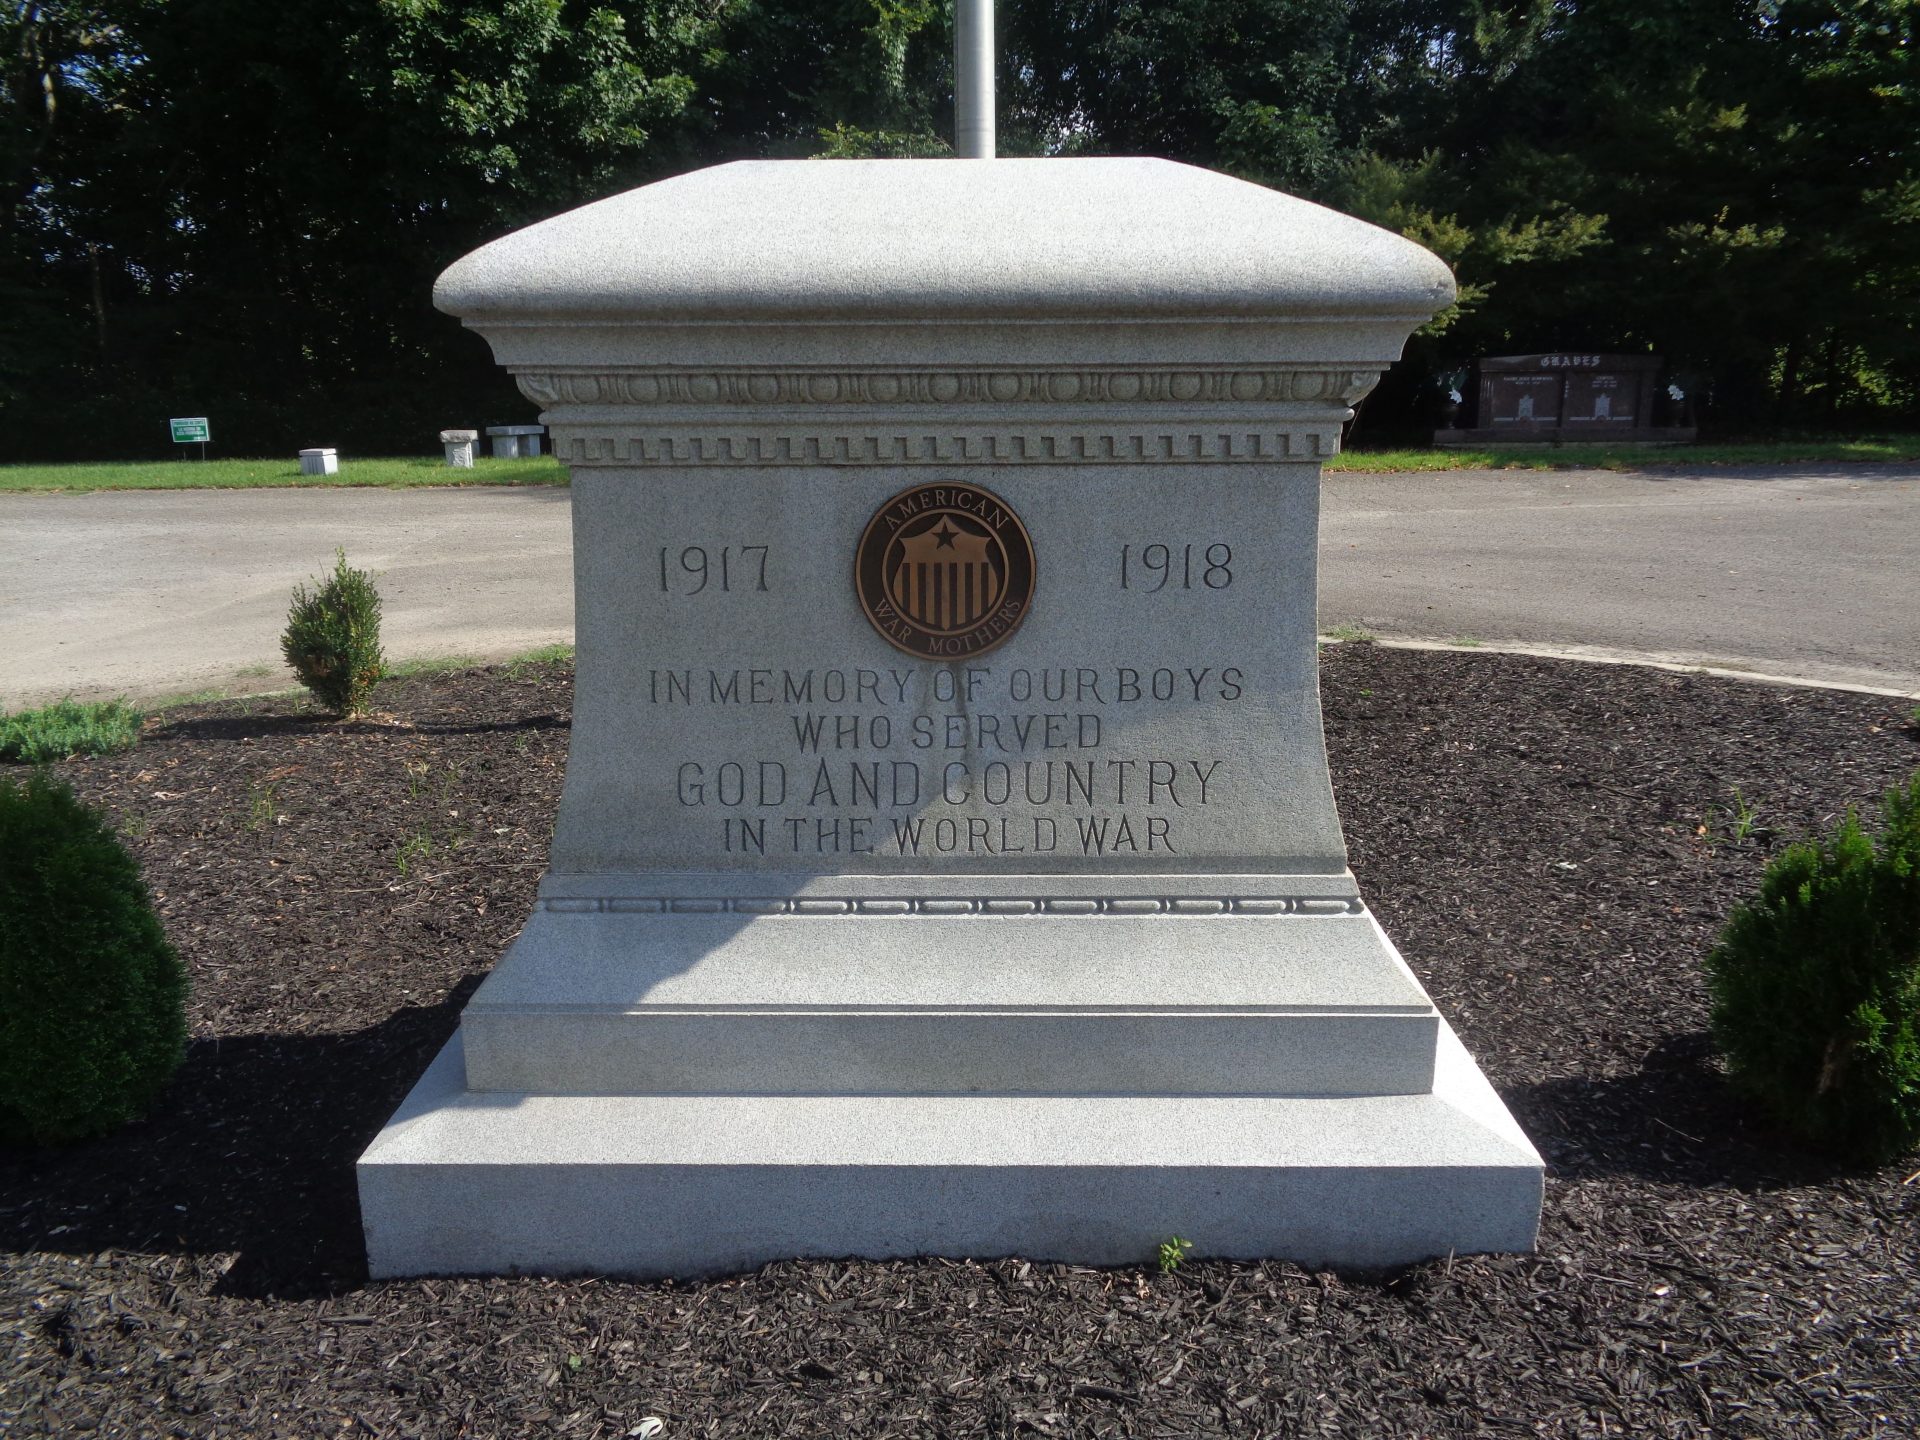 GRAVES
AMERICAN
WAR MOTHERS
1917 1918
IN MEMORY OF OUR BOYS
WHO SERVED
GOD AND COUNTRY
IN THE WORLD WAR